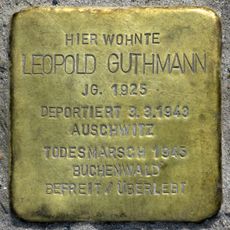 HIER WOHNTE
LEOPOLD GUTHMANN
JG. 1925
DEPORTIERT 3.3.1943
AUSCHWITZ
TODESMARSCH 1945
BUCHENWALD
BEFREIT / ÜBERLEBT